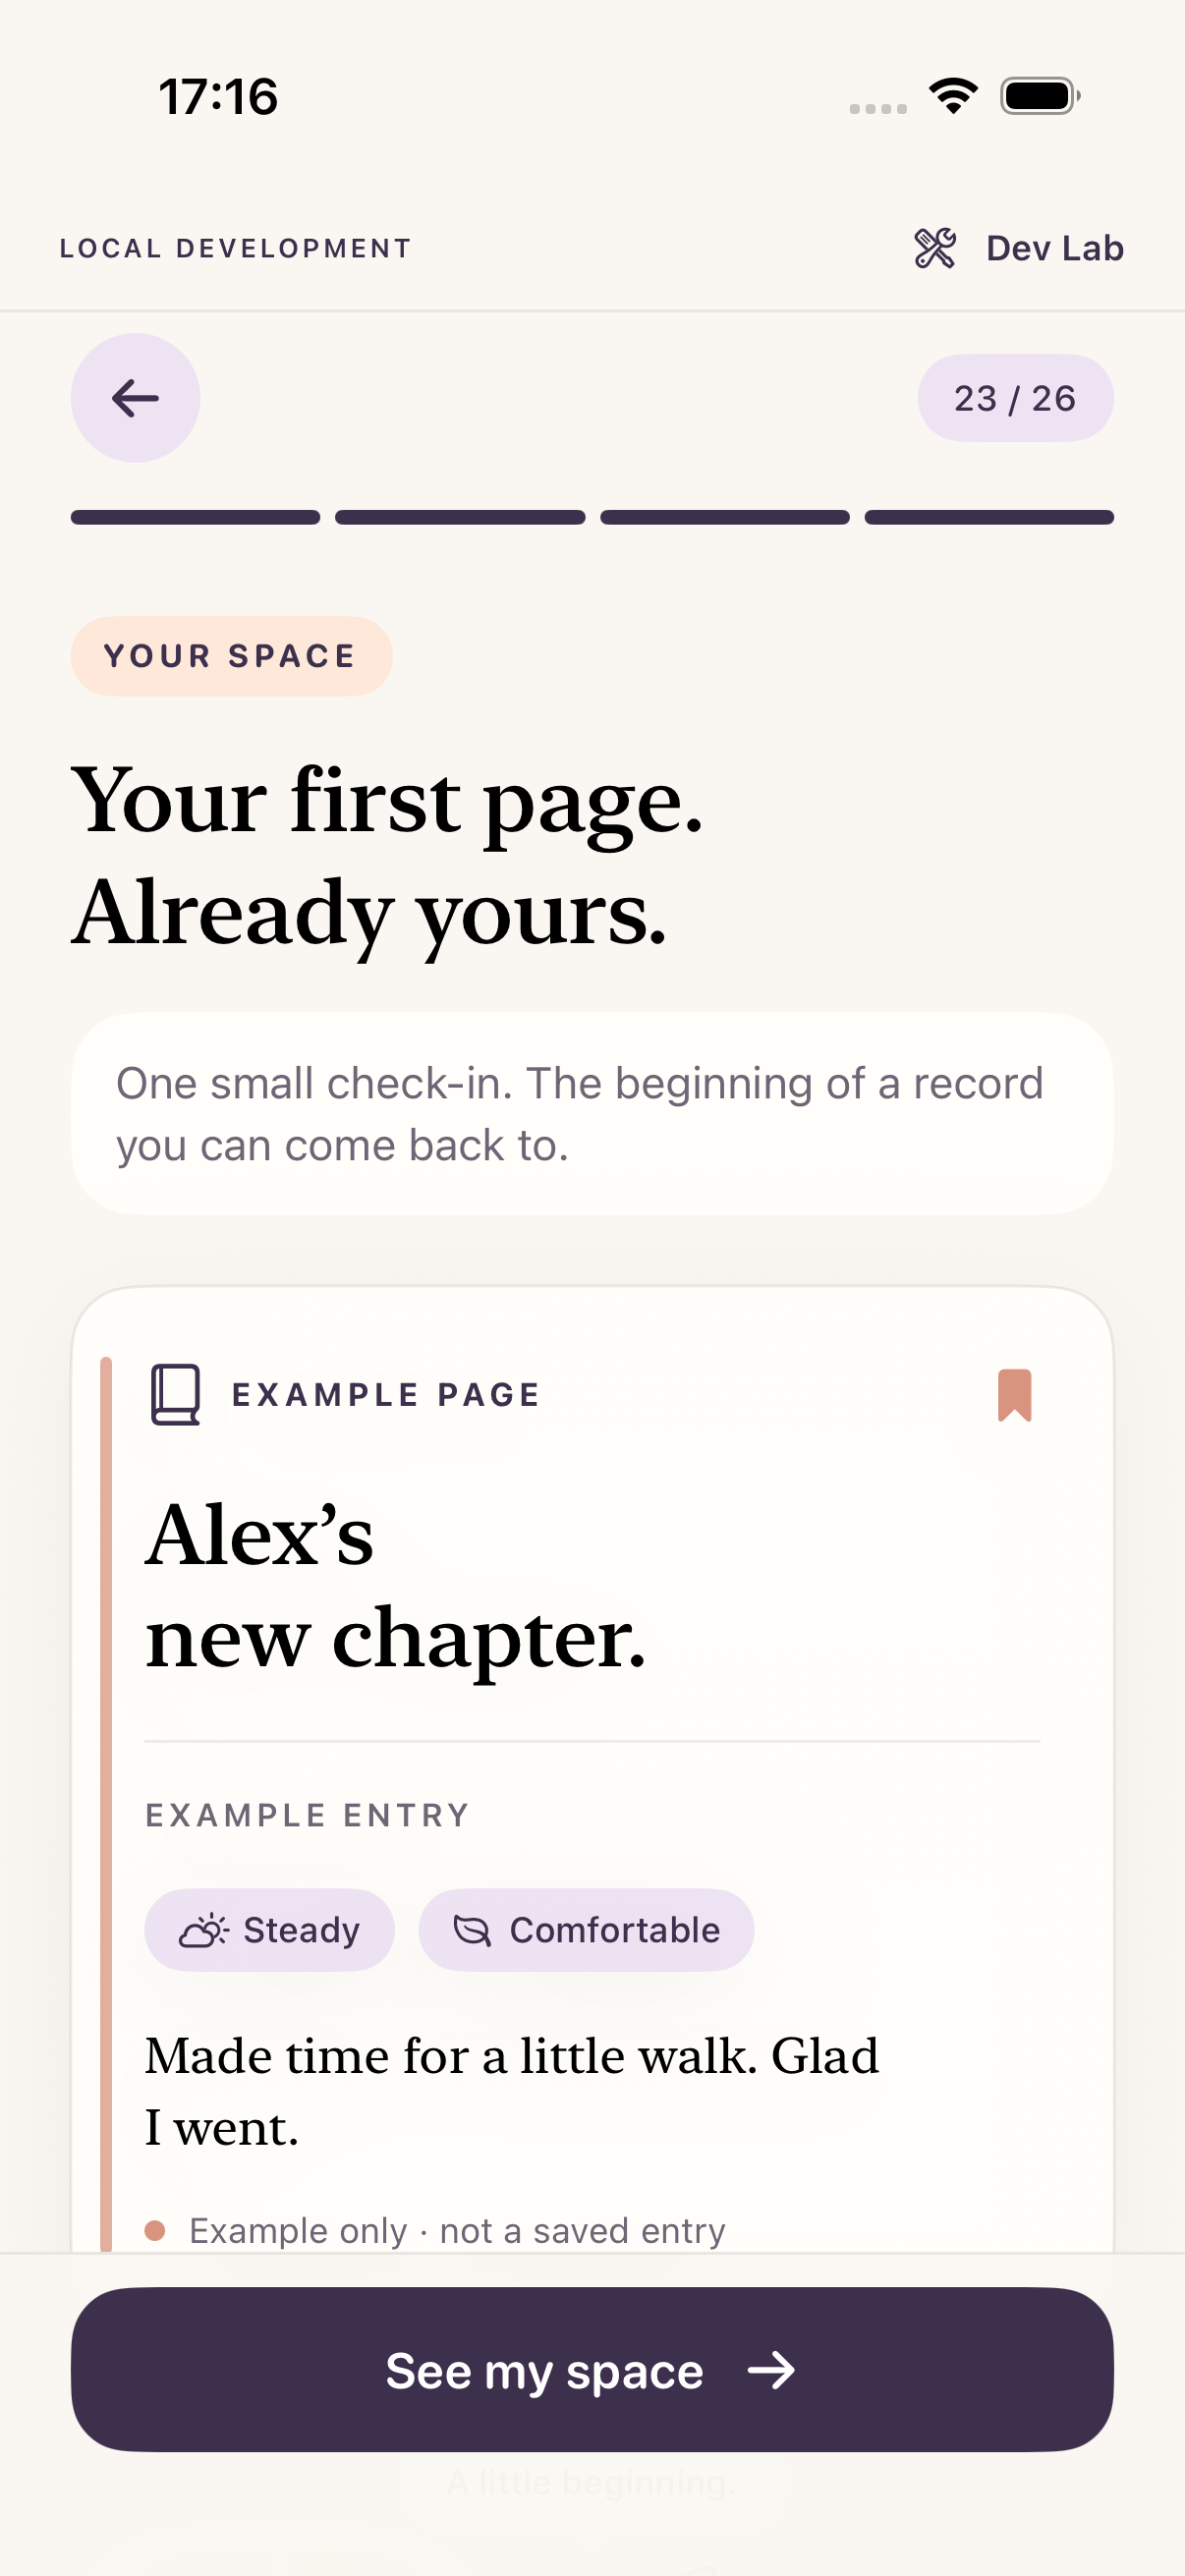 17:16
LOCAL DEVELOPMENT
Dev Lab
23 / 26
YOUR SPACE
Your first page.
Already yours.
One small check-in. The beginning of a record
you can come back to.
EXAMPLE PAGE
Alex’s
new chapter.
EXAMPLE ENTRY
Steady
Comfortable
Made time for a little walk. Glad
I went.
Example only · not a saved entry
See my space
A little beginning.